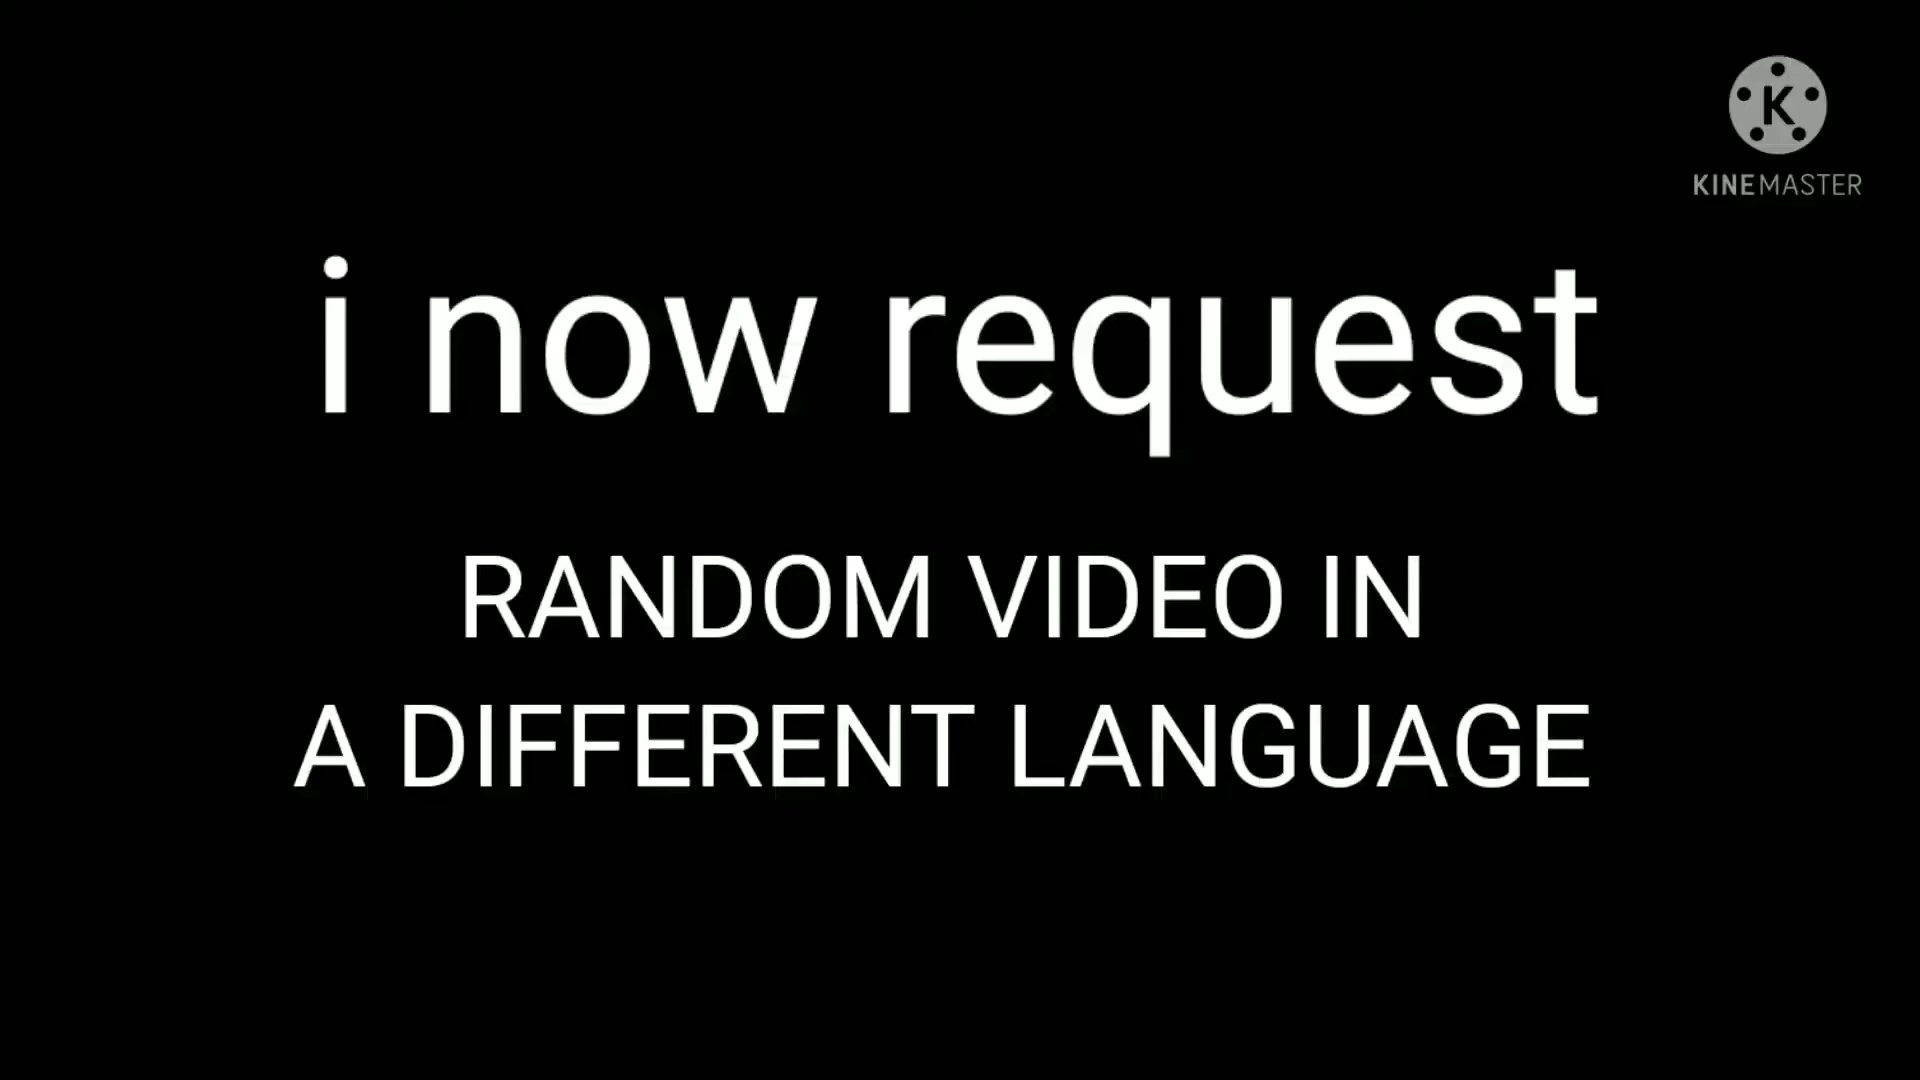 K
KINEMASTER
i now request
RANDOM VIDEO IN
A DIFFERENT LANGUAGE